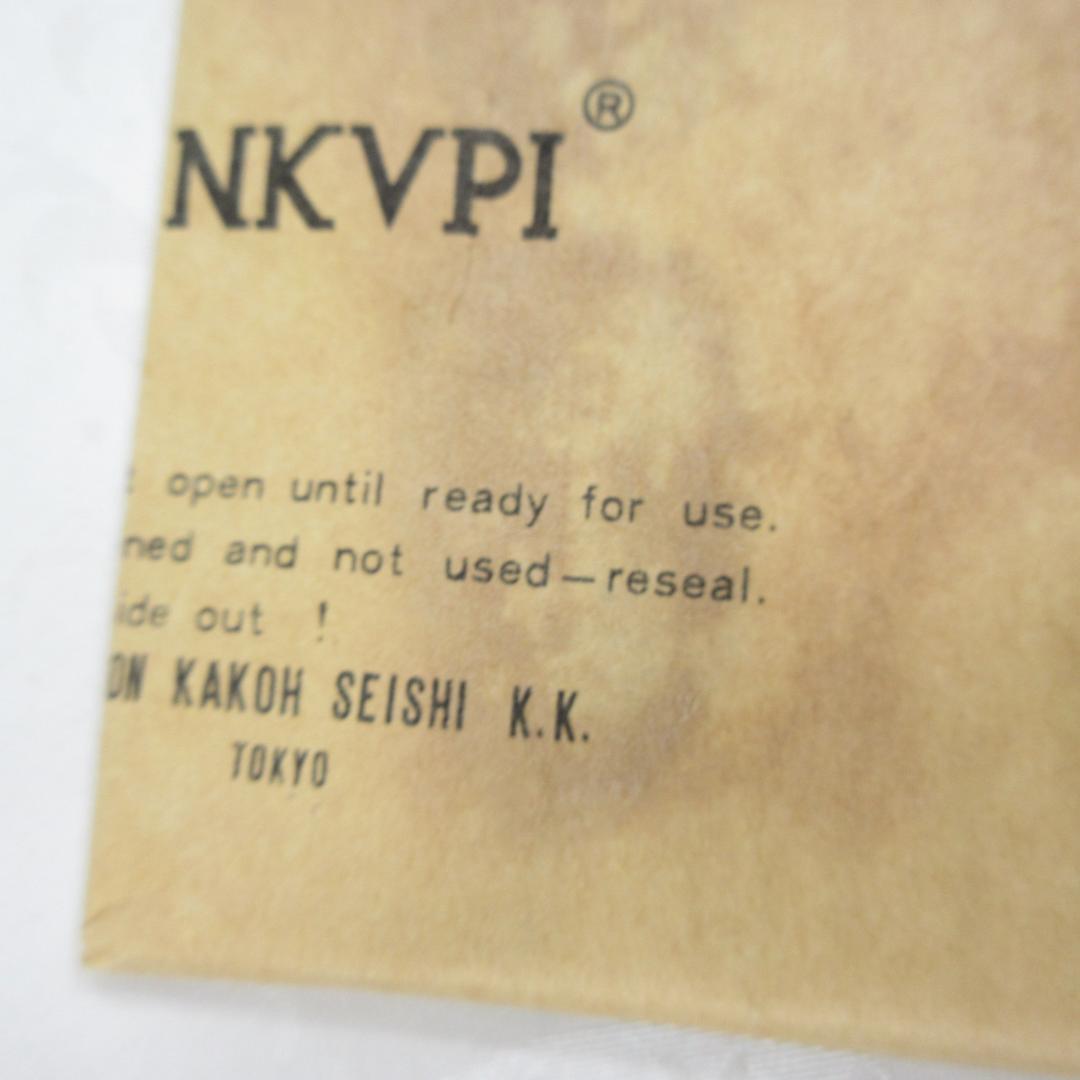 NKVPI®
open until ready for use.
ned and not used—reseal.
ide out !
ON KAKOH SEISHI K.K.
TOKYO